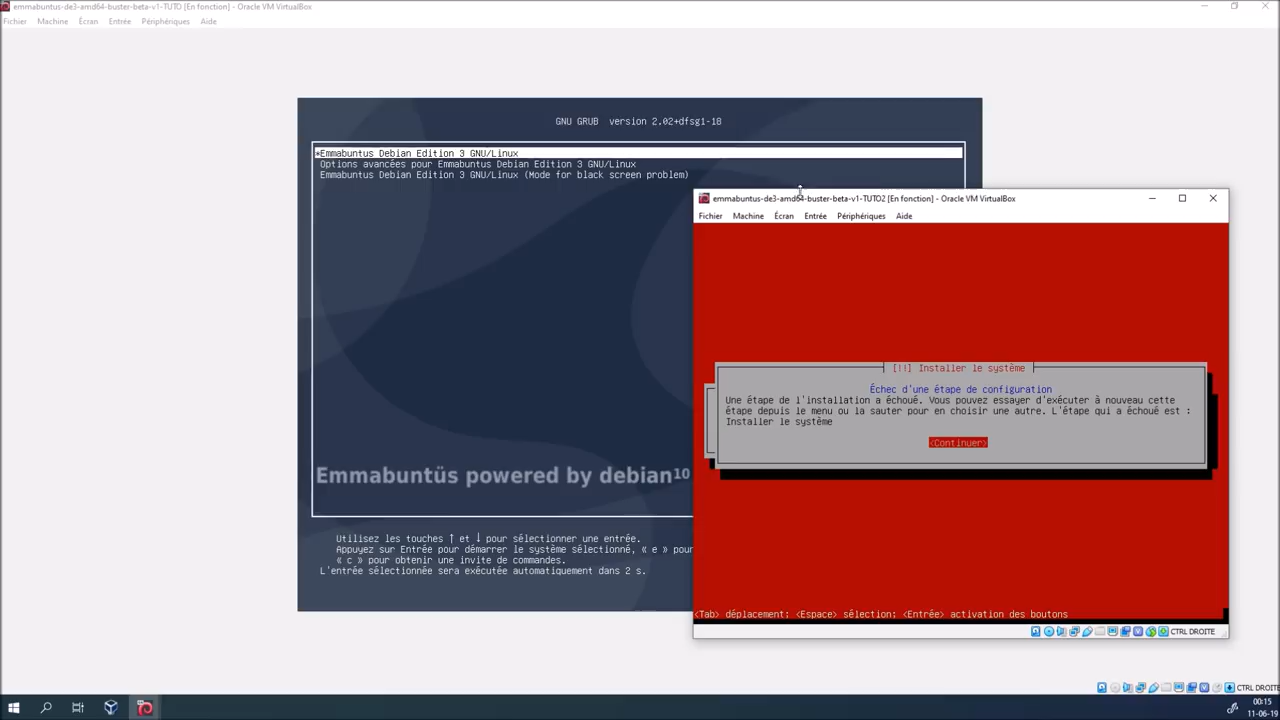 emmabuntus-de3-amd64-buster-beta-v1-TUTO [En fonction] - Oracle VM VirtualBox
Fichier Machine Écran Entrée Périphériques Aide
GNU GRUB version 2.02+dfsg1-18
*Emmabuntus Debian Edition 3 GNU/Linux
Options avancées pour Emmabuntus Debian Edition 3 GNU/Linux
Emmabuntus Debian Edition 3 GNU/Linux (Mode for black screen problem)
Emmabuntüs powered by debian10
Utilisez les touches ↑ et ↓ pour sélectionner une entrée.
Appuyez sur Entrée pour démarrer le système sélectionné, « e » pour
« c » pour obtenir une invite de commandes.
L'entrée sélectionnée sera exécutée automatiquement dans 2 s.
emmabuntus-de3-amd64-buster-beta-v1-TUTO2 [En fonction] - Oracle VM VirtualBox
Fichier Machine Écran Entrée Périphériques Aide
[!!] Installer le système
Échec d'une étape de configuration
Une étape de l'installation a échoué. Vous pouvez essayer d'exécuter à nouveau cette
étape depuis le menu ou la sauter pour en choisir une autre. L'étape qui a échoué est :
Installer le système
<Continuer>
<Tab> déplacement; <Espace> sélection; <Entrée> activation des boutons
CTRL DROITE
CTRL DROITE
00:15
11-06-19